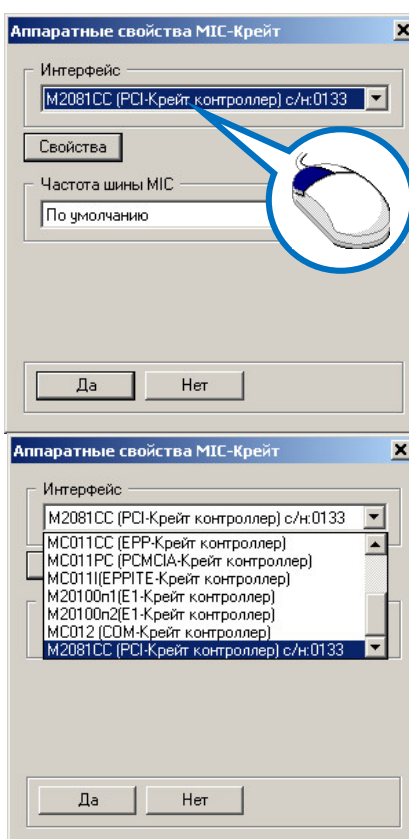 Аппаратные свойства MIC-Крейт
Интерфейс
M2081CC (PCI-Крейт контроллер) с/н:0133
Свойства
Частота шины MIC
По умолчанию
Да
Нет
Аппаратные свойства MIC-Крейт
Интерфейс
M2081CC (PCI-Крейт контроллер) с/н:0133
MC011CC (EPP-Крейт контроллер)
MC011PC (PCMCIA-Крейт контроллер)
MC011I(EPPITE-Крейт контроллер)
M20100п1(E1-Крейт контроллер)
M20100п2(E1-Крейт контроллер)
MC012 (COM-Крейт контроллер)
M2081CC (PCI-Крейт контроллер) с/н:0133
Да
Нет